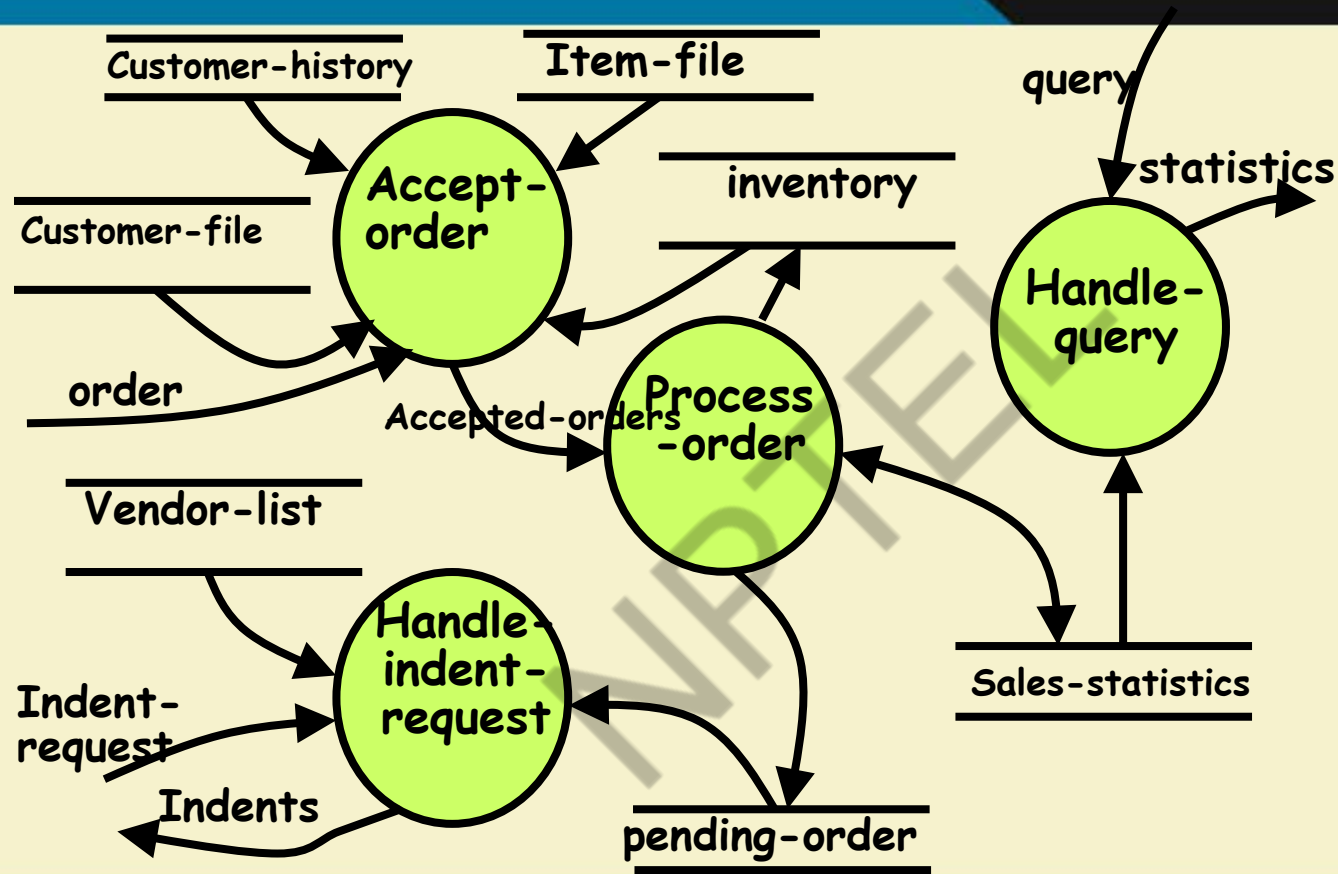 Customer-history
Item-file
query
statistics
Accept-
order
inventory
Customer-file
Handle-
query
order
Accepted-orders
Process
-order
Vendor-list
Handle-
indent-
request
Sales-statistics
Indent-
request
Indents
pending-order
NPTEL